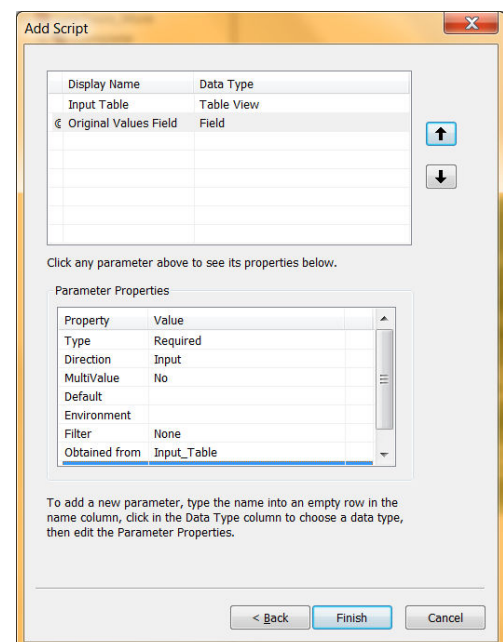 Add Script
Display Name Data Type
Input Table Table View
Original Values Field Field
Click any parameter above to see its properties below.
Parameter Properties
Property Value
Type Required
Direction Input
MultiValue No
Default
Environment
Filter None
Obtained from Input_Table
To add a new parameter, type the name into an empty row in the
name column, click in the Data Type column to choose a data type,
then edit the Parameter Properties.
< Back Finish Cancel